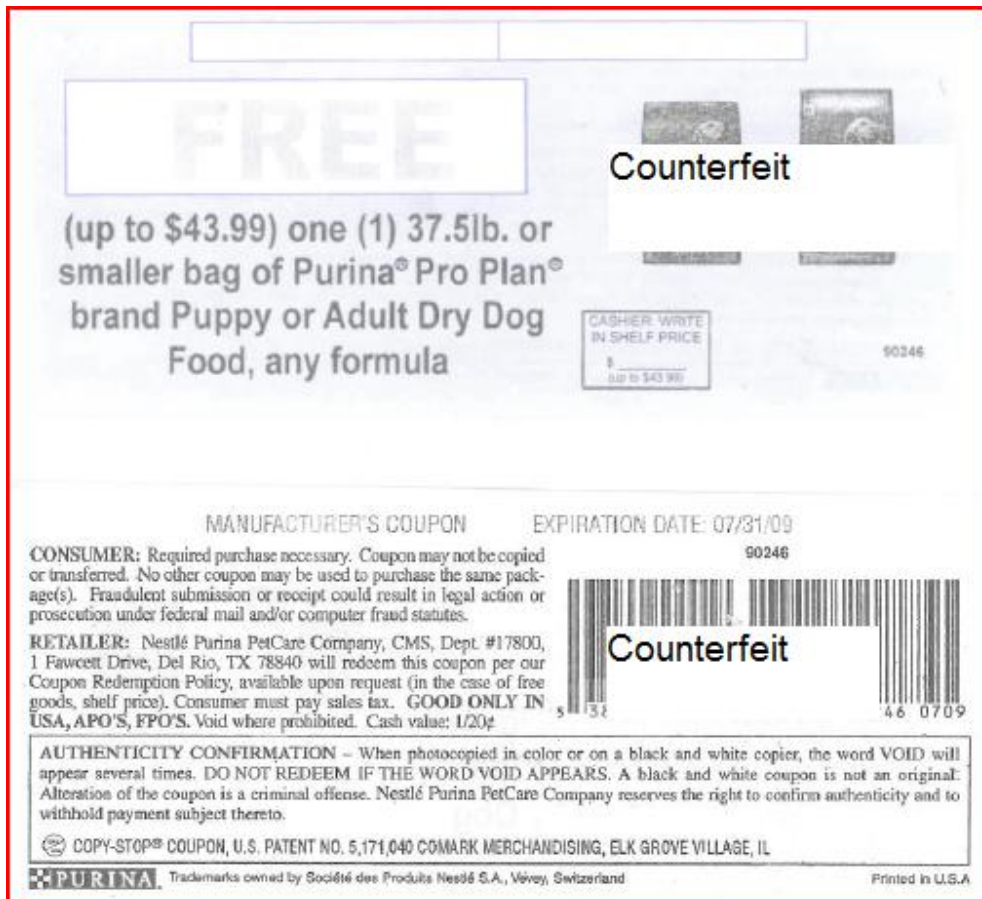 FREE
Counterfeit
(up to $43.99) one (1) 37.5lb. or
smaller bag of Purina® Pro Plan®
brand Puppy or Adult Dry Dog
Food, any formula
CASHIER: WRITE
IN SHELF PRICE
$
(up to $43.99)
90246
MANUFACTURER'S COUPON EXPIRATION DATE: 07/31/09
CONSUMER: Required purchase necessary. Coupon may not be copied
or transferred. No other coupon may be used to purchase the same pack-
age(s). Fraudulent submission or receipt could result in legal action or
prosecution under federal mail and/or computer fraud statutes.
RETAILER: Nestlé Purina PetCare Company, CMS, Dept. #17800,
1 Fawcett Drive, Del Rio, TX 78840 will redeem this coupon per our
Coupon Redemption Policy, available upon request (in the case of free
goods, shelf price). Consumer must pay sales tax. GOOD ONLY IN
USA, APO'S, FPO'S. Void where prohibited. Cash value: 1/20¢
90246
Counterfeit
5 38 46 0709
AUTHENTICITY CONFIRMATION – When photocopied in color or on a black and white copier, the word VOID will
appear several times. DO NOT REDEEM IF THE WORD VOID APPEARS. A black and white coupon is not an original.
Alteration of the coupon is a criminal offense. Nestlé Purina PetCare Company reserves the right to confirm authenticity and to
withhold payment subject thereto.
COPY-STOP® COUPON, U.S. PATENT NO. 5,171,040 COMARK MERCHANDISING, ELK GROVE VILLAGE, IL
PURINA. Trademarks owned by Société des Produits Nestlé S.A., Vevey, Switzerland Printed in U.S.A